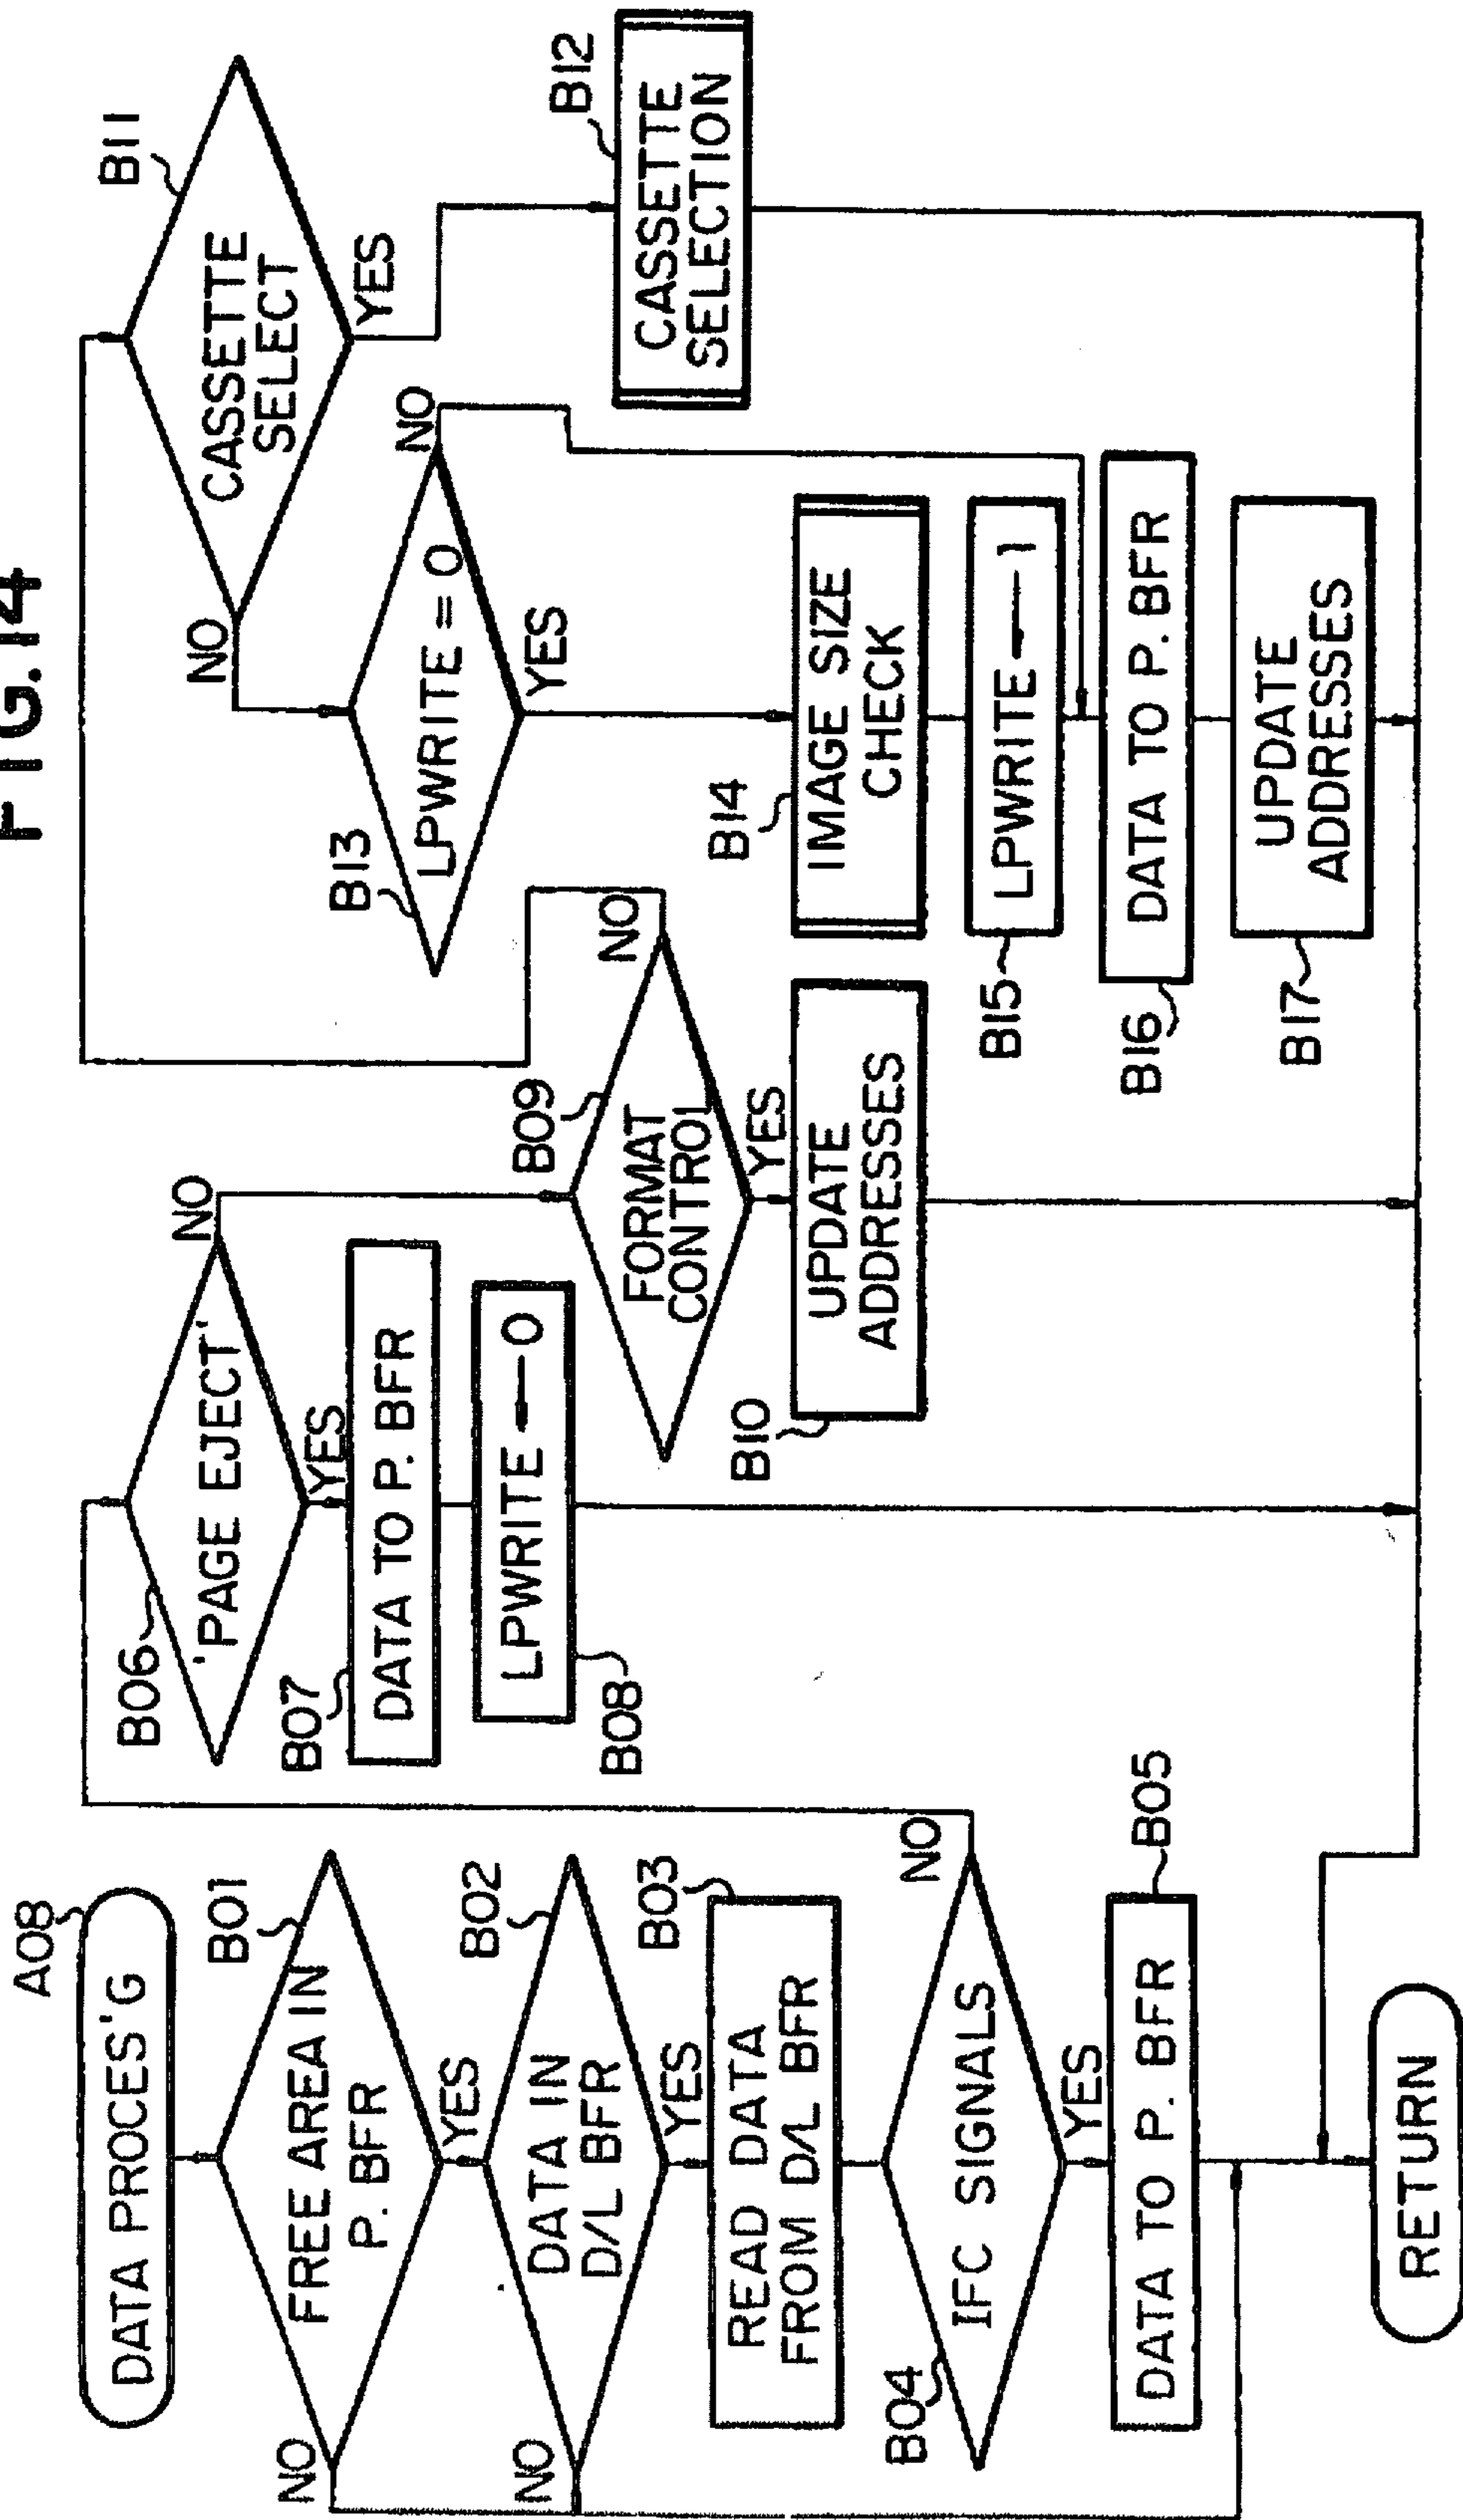 FIG.14
A08
DATA PROCES'G
B01
FREE AREA IN
P. BFR
NO
YES
B02
DATA IN
D/L BFR
NO
YES
B03
READ DATA
FROM D/L BFR
B04
IFC SIGNALS
NO
YES
B05
DATA TO P. BFR
RETURN
B06
'PAGE EJECT'
NO
YES
B07
DATA TO P. BFR
B08
LPWRITE ← 0
B09
FORMAT
CONTROL
NO
YES
B10
UPDATE
ADDRESSES
B11
CASSETTE
SELECT
NO
YES
B12
CASSETTE
SELECTION
B13
LPWRITE = 0
NO
YES
B14
IMAGE SIZE
CHECK
B15
LPWRITE ← 1
B16
DATA TO P. BFR
B17
UPDATE
ADDRESSES